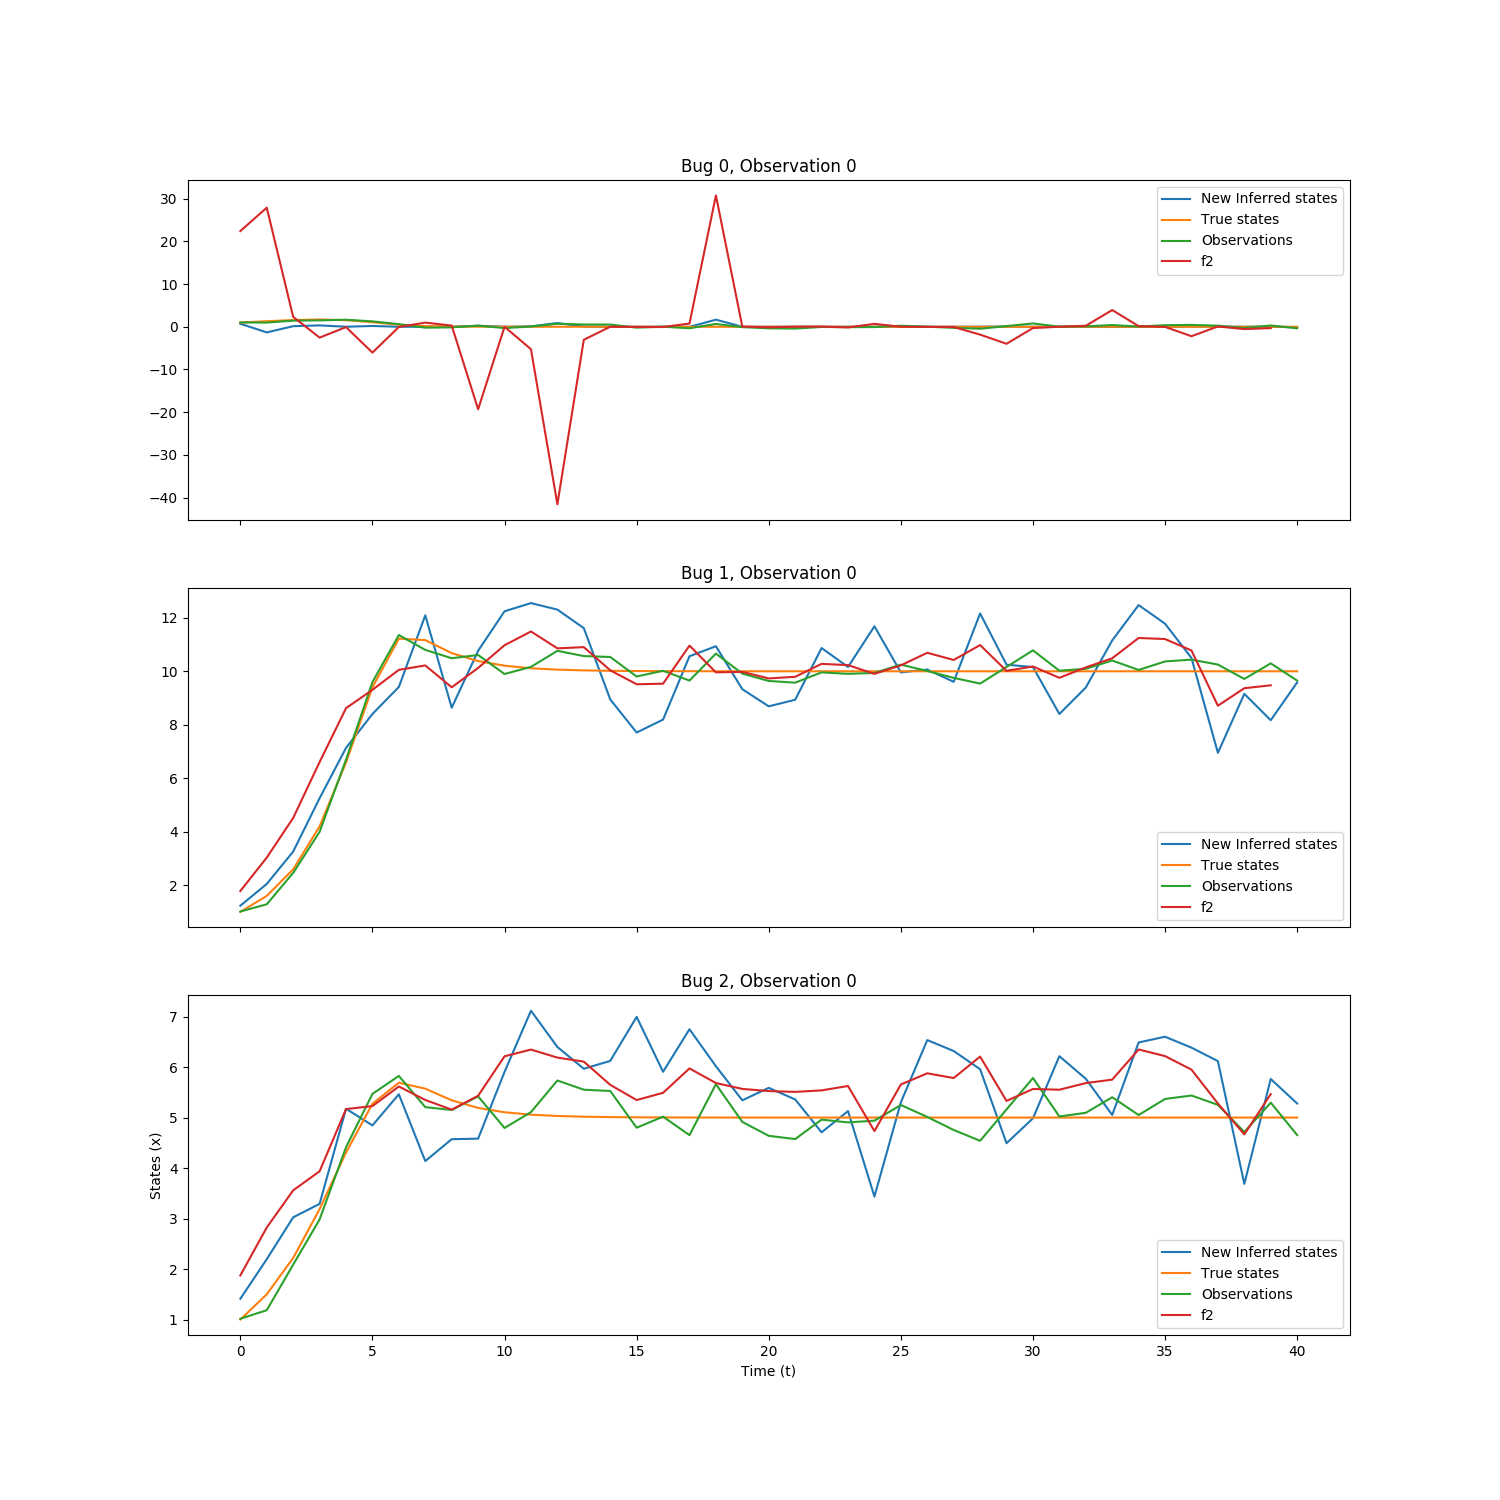 Bug 0, Observation 0
30
20
10
0
−10
−20
−30
−40
New Inferred states
True states
Observations
f2
Bug 1, Observation 0
12
10
8
6
4
2
New Inferred states
True states
Observations
f2
Bug 2, Observation 0
7
6
5
4
3
2
1
States (x)
New Inferred states
True states
Observations
f2
0 5 10 15 20 25 30 35 40
Time (t)